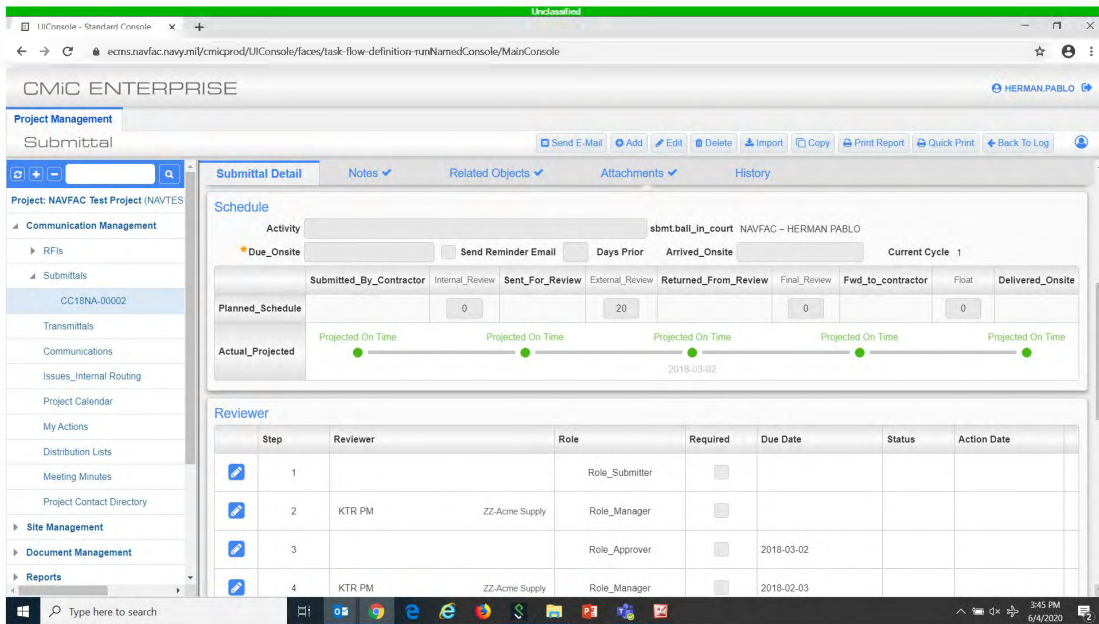 Unclassified
UIConsole - Standard Console
ecms.navfac.navy.mil/cmicprod/UIConsole/faces/task-flow-definition-runNamedConsole/MainConsole
CMiC ENTERPRISE
HERMAN.PABLO
Project Management
Submittal
Send E-Mail Add Edit Delete Import Copy Print Report Quick Print Back To Log
Project: NAVFAC Test Project (NAVTES
Communication Management
RFIs
Submittals
CC18NA-00002
Transmittals
Communications
Issues_Internal Routing
Project Calendar
My Actions
Distribution Lists
Meeting Minutes
Project Contact Directory
Site Management
Document Management
Reports
Submittal Detail Notes Related Objects Attachments History
Schedule
Activity sbmt.ball_in_court NAVFAC – HERMAN PABLO
*Due_Onsite Send Reminder Email Days Prior Arrived_Onsite Current Cycle 1
Submitted_By_Contractor Internal_Review Sent_For_Review External_Review Returned_From_Review Final_Review Fwd_to_contractor Float Delivered_Onsite
Planned_Schedule 0 20 0 0
Actual_Projected Projected On Time Projected On Time Projected On Time Projected On Time Projected On Time
2018-03-02
Reviewer
Step Reviewer Role Required Due Date Status Action Date
1 Role_Submitter
2 KTR PM ZZ-Acme Supply Role_Manager
3 Role_Approver 2018-03-02
4 KTR PM ZZ-Acme Supply Role_Manager 2018-02-03
Type here to search
3:45 PM
6/4/2020
2